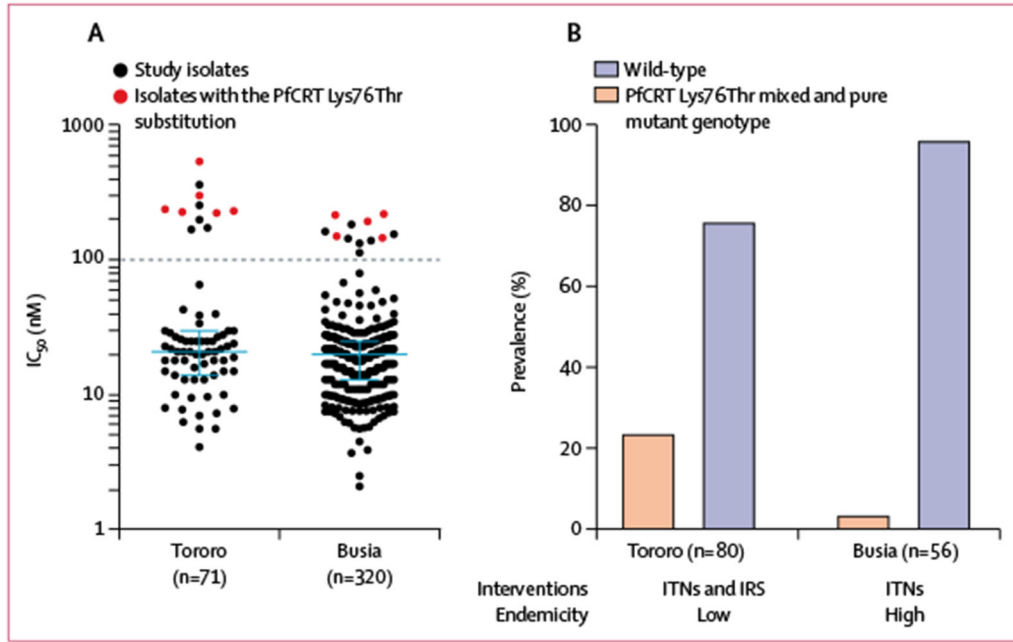 A
Study isolates
Isolates with the PfCRT Lys76Thr
substitution
1000
100
10
1
IC50 (nM)
Tororo
(n=71)
Busia
(n=320)
B
Wild-type
PfCRT Lys76Thr mixed and pure
mutant genotype
100
80
60
40
20
0
Prevalence (%)
Tororo (n=80)
Busia (n=56)
Interventions
ITNs and IRS
ITNs
Endemicity
Low
High